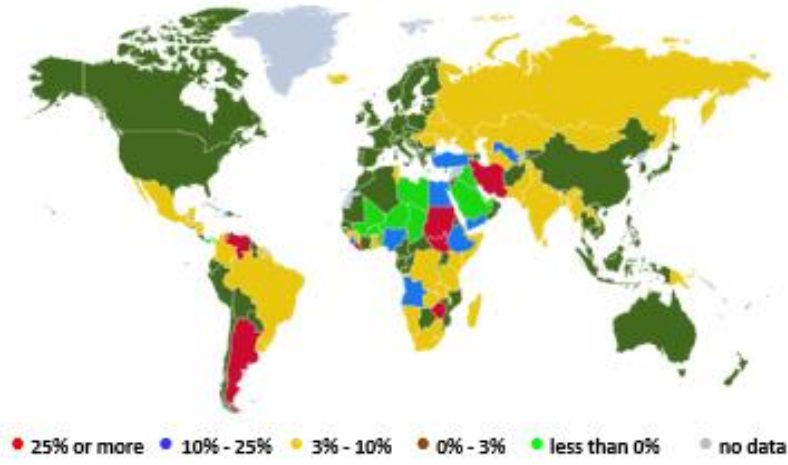 25% or more 10% - 25% 3% - 10% 0% - 3% less than 0% no data